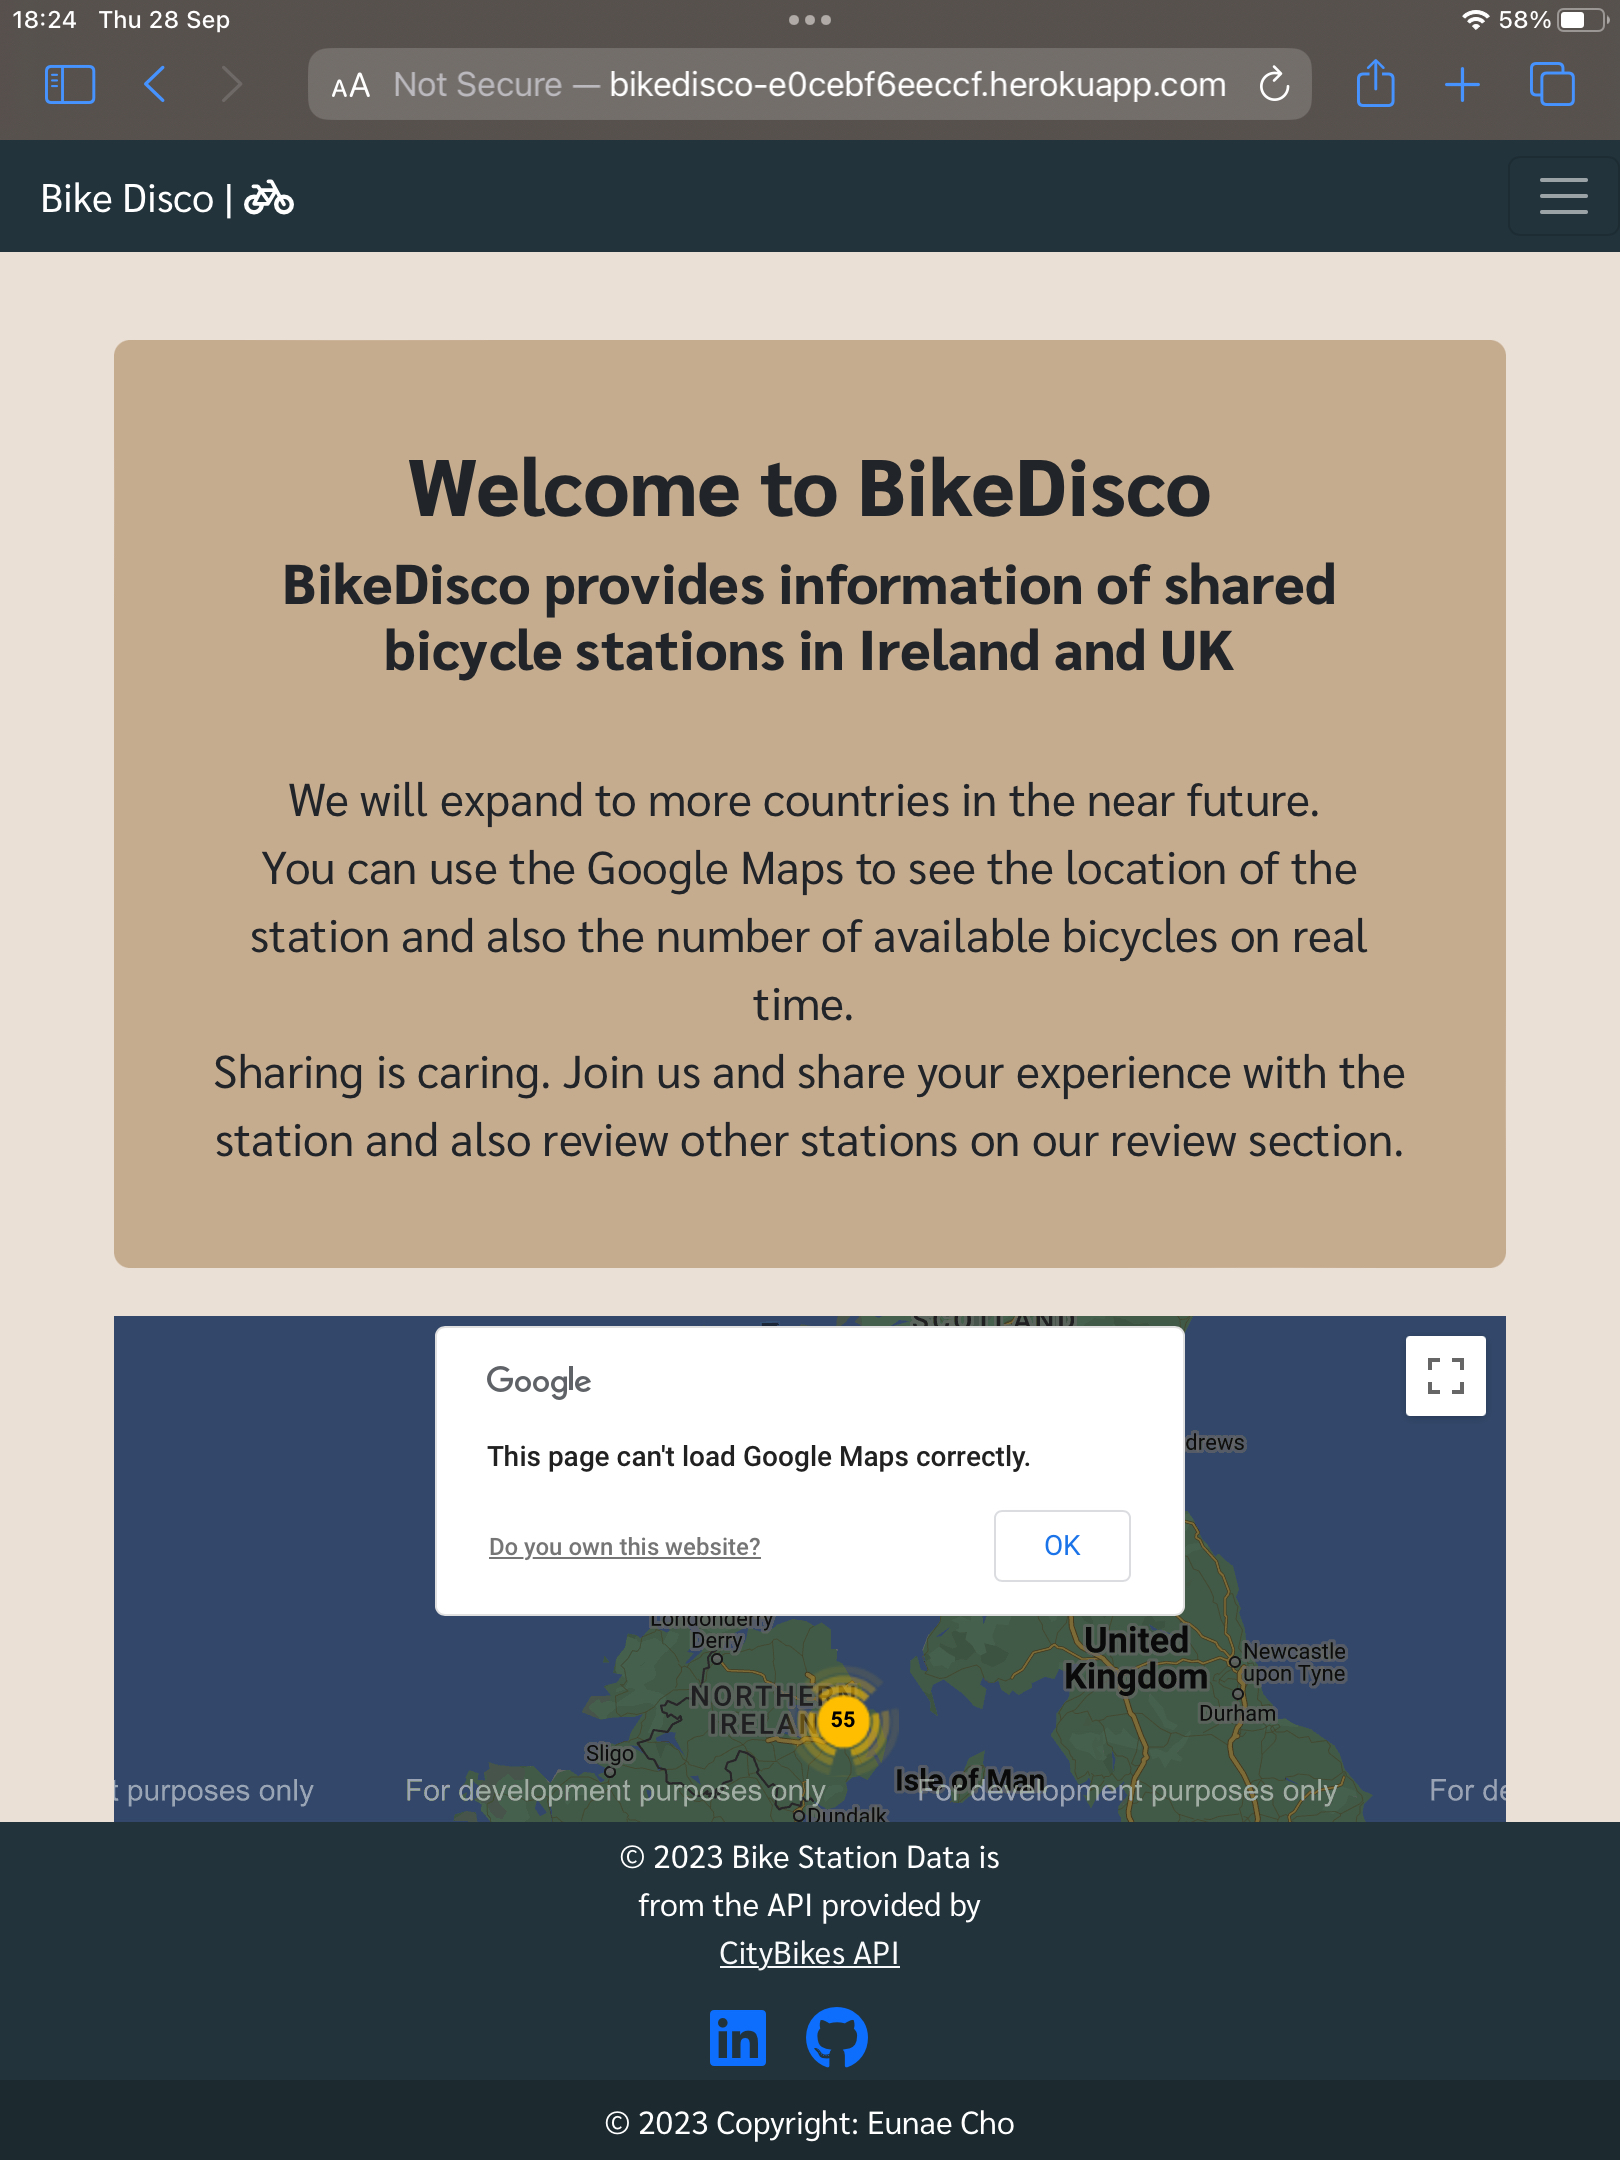 18:24 Thu 28 Sep
58%
AA Not Secure — bikedisco-e0cebf6eeccf.herokuapp.com
Bike Disco |
Welcome to BikeDisco
BikeDisco provides information of shared
bicycle stations in Ireland and UK
We will expand to more countries in the near future.
You can use the Google Maps to see the location of the
station and also the number of available bicycles on real
time.
Sharing is caring. Join us and share your experience with the
station and also review other stations on our review section.
SCOTLAND
Google
drews
This page can't load Google Maps correctly.
Do you own this website?
OK
Londonderry
Derry
United
Kingdom
Newcastle
upon Tyne
NORTHERN
IRELAN
55
Durham
Sligo
Isle of Man
t purposes only For development purposes only For development purposes only For de
Dundalk
© 2023 Bike Station Data is
from the API provided by
CityBikes API
in
© 2023 Copyright: Eunae Cho